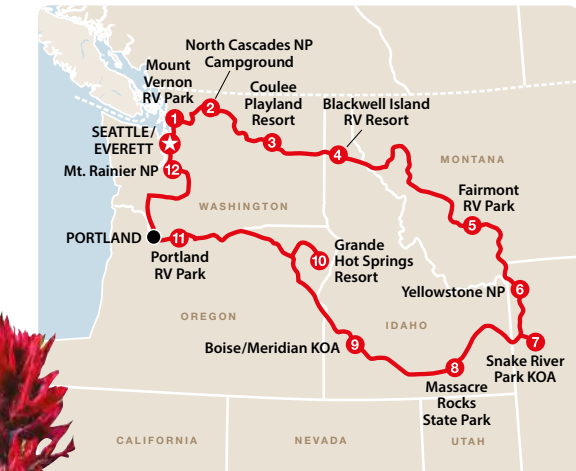 North Cascades NP
Campground
Mount
Vernon
RV Park
Coulee
Playland
Resort
Blackwell Island
RV Resort
1
2
3
4
SEATTLE/
EVERETT
Mt. Rainier NP
12
MONTANA
WASHINGTON
Fairmont
RV Park
5
PORTLAND
11
Portland
RV Park
10
Grande
Hot Springs
Resort
Yellowstone NP
6
OREGON
IDAHO
Boise/Meridian KOA
9
7
Snake River
Park KOA
8
Massacre
Rocks
State Park
CALIFORNIA
NEVADA
UTAH